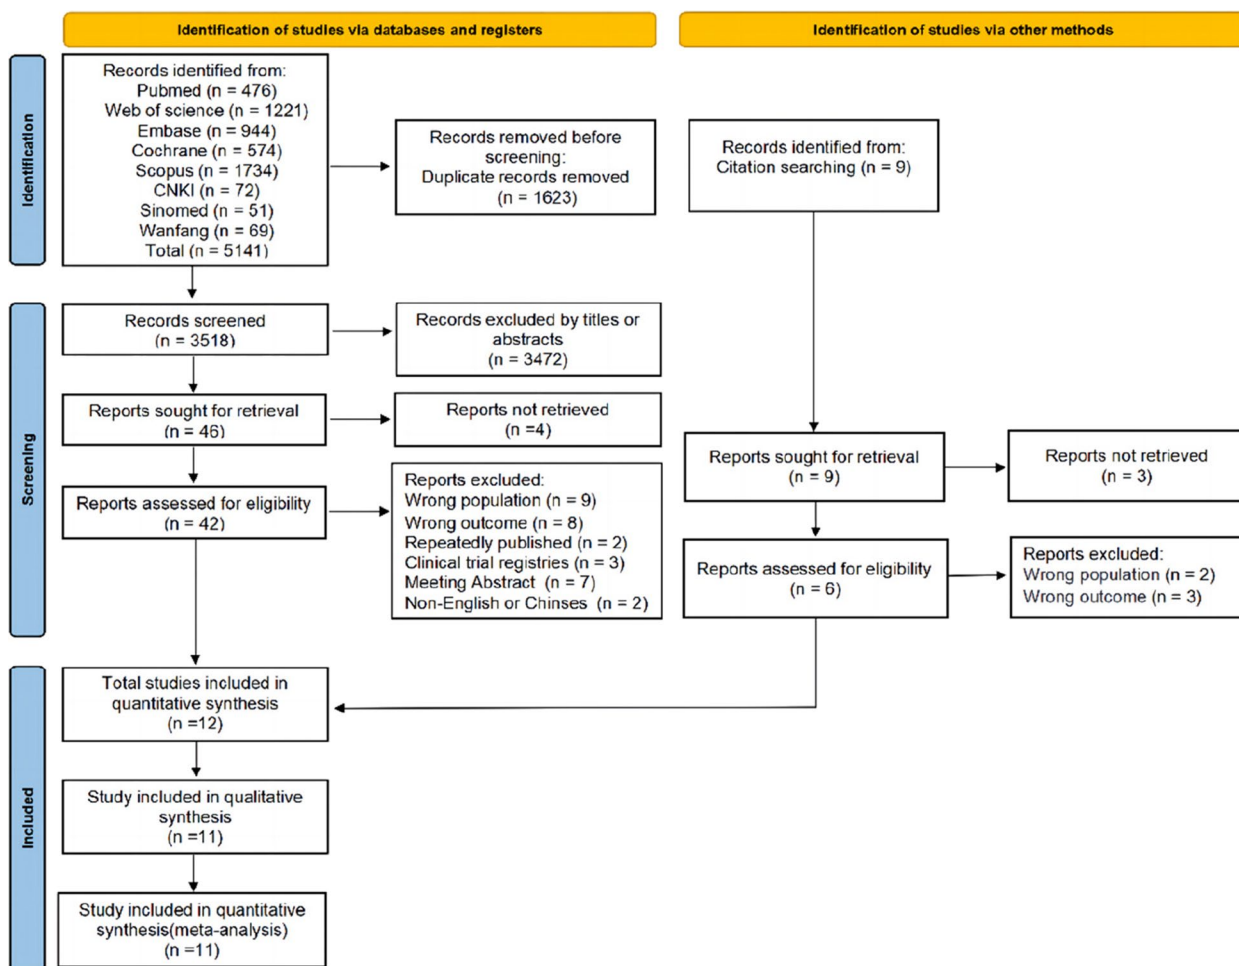 Identification of studies via databases and registers
Identification of studies via other methods
Identification
Records identified from:
Pubmed (n = 476)
Web of science (n = 1221)
Embase (n = 944)
Cochrane (n = 574)
Scopus (n = 1734)
CNKI (n = 72)
Sinomed (n = 51)
Wanfang (n = 69)
Total (n = 5141)
Records removed before
screening:
Duplicate records removed
(n = 1623)
Records identified from:
Citation searching (n = 9)
Screening
Records screened
(n = 3518)
Records excluded by titles or
abstracts
(n = 3472)
Reports sought for retrieval
(n = 46)
Reports not retrieved
(n =4)
Reports sought for retrieval
(n = 9)
Reports not retrieved
(n = 3)
Reports assessed for eligibility
(n = 42)
Reports excluded:
Wrong population (n = 9)
Wrong outcome (n = 8)
Repeatedly published (n = 2)
Clinical trial registries (n = 3)
Meeting Abstract (n = 7)
Non-English or Chinses (n = 2)
Reports assessed for eligibility
(n = 6)
Reports excluded:
Wrong population (n = 2)
Wrong outcome (n = 3)
Included
Total studies included in
quantitative synthesis
(n =12)
Study included in qualitative
synthesis
(n =11)
Study included in quantitative
synthesis(meta-analysis)
(n =11)